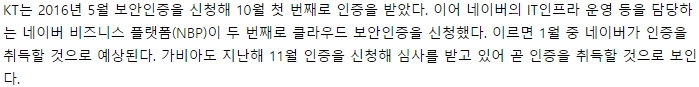 KT는 2016년 5월 보안인증을 신청해 10월 첫 번째로 인증을 받았다. 이어 네이버의 IT인프라 운영 등을 담당하
는 네이버 비즈니스 플랫폼(NBP)이 두 번째로 클라우드 보안인증을 신청했다. 이르면 1월 중 네이버가 인증을
취득할 것으로 예상된다. 가비아도 지난해 11월 인증을 신청해 심사를 받고 있어 곧 인증을 취득할 것으로 보인
다.